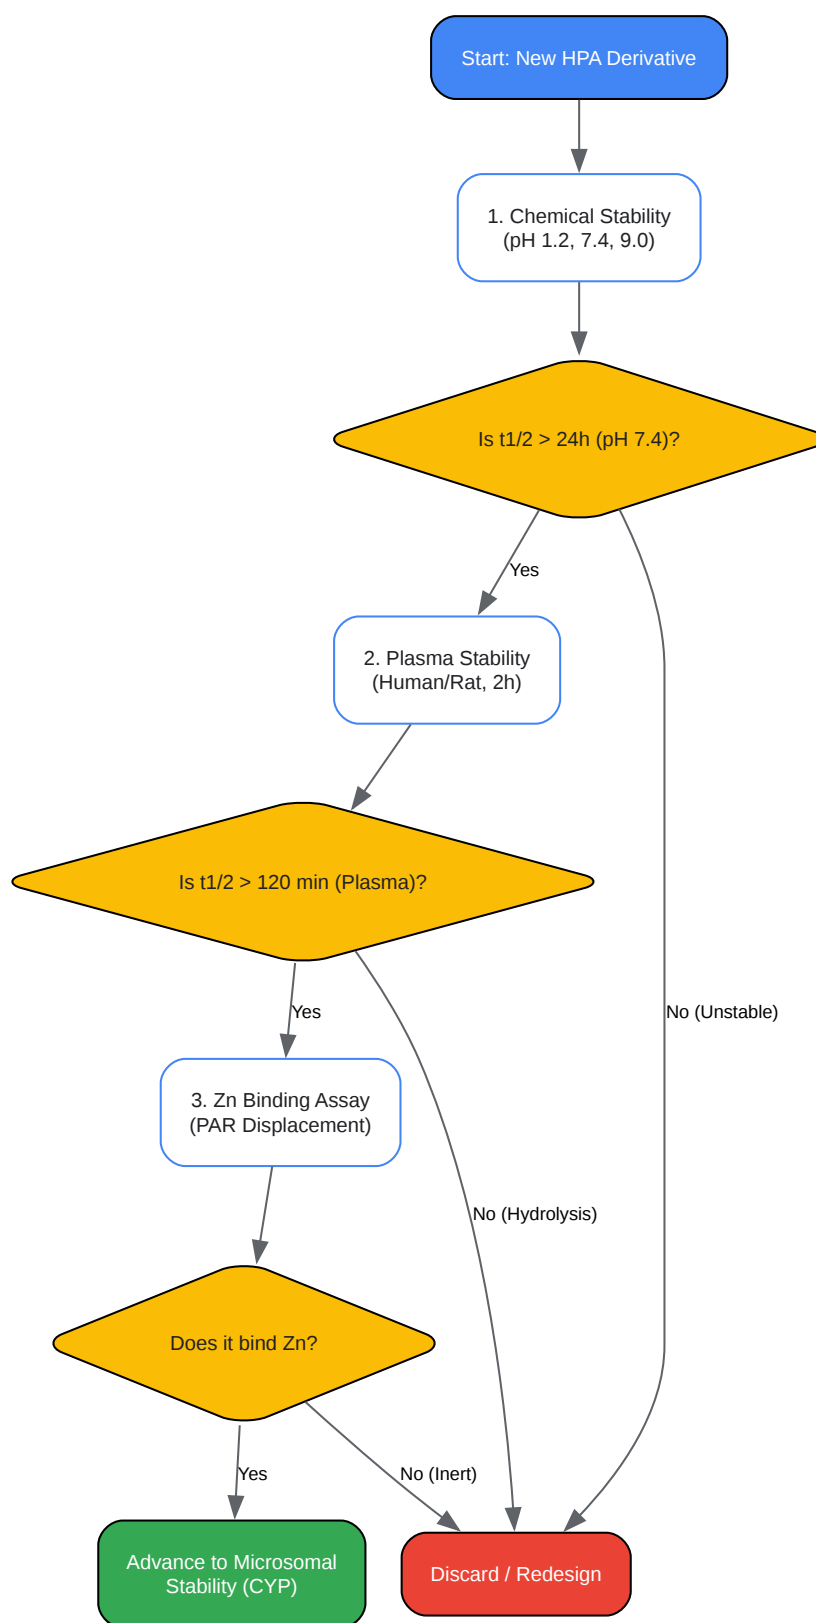 Start: New HPA Derivative
1. Chemical Stability
(pH 1.2, 7.4, 9.0)
Is t1/2 > 24h (pH 7.4)?
Yes
2. Plasma Stability
(Human/Rat, 2h)
Is t1/2 > 120 min (Plasma)?
Yes
No (Unstable)
3. Zn Binding Assay
(PAR Displacement)
No (Hydrolysis)
Does it bind Zn?
Yes
No (Inert)
Advance to Microsomal
Stability (CYP)
Discard / Redesign